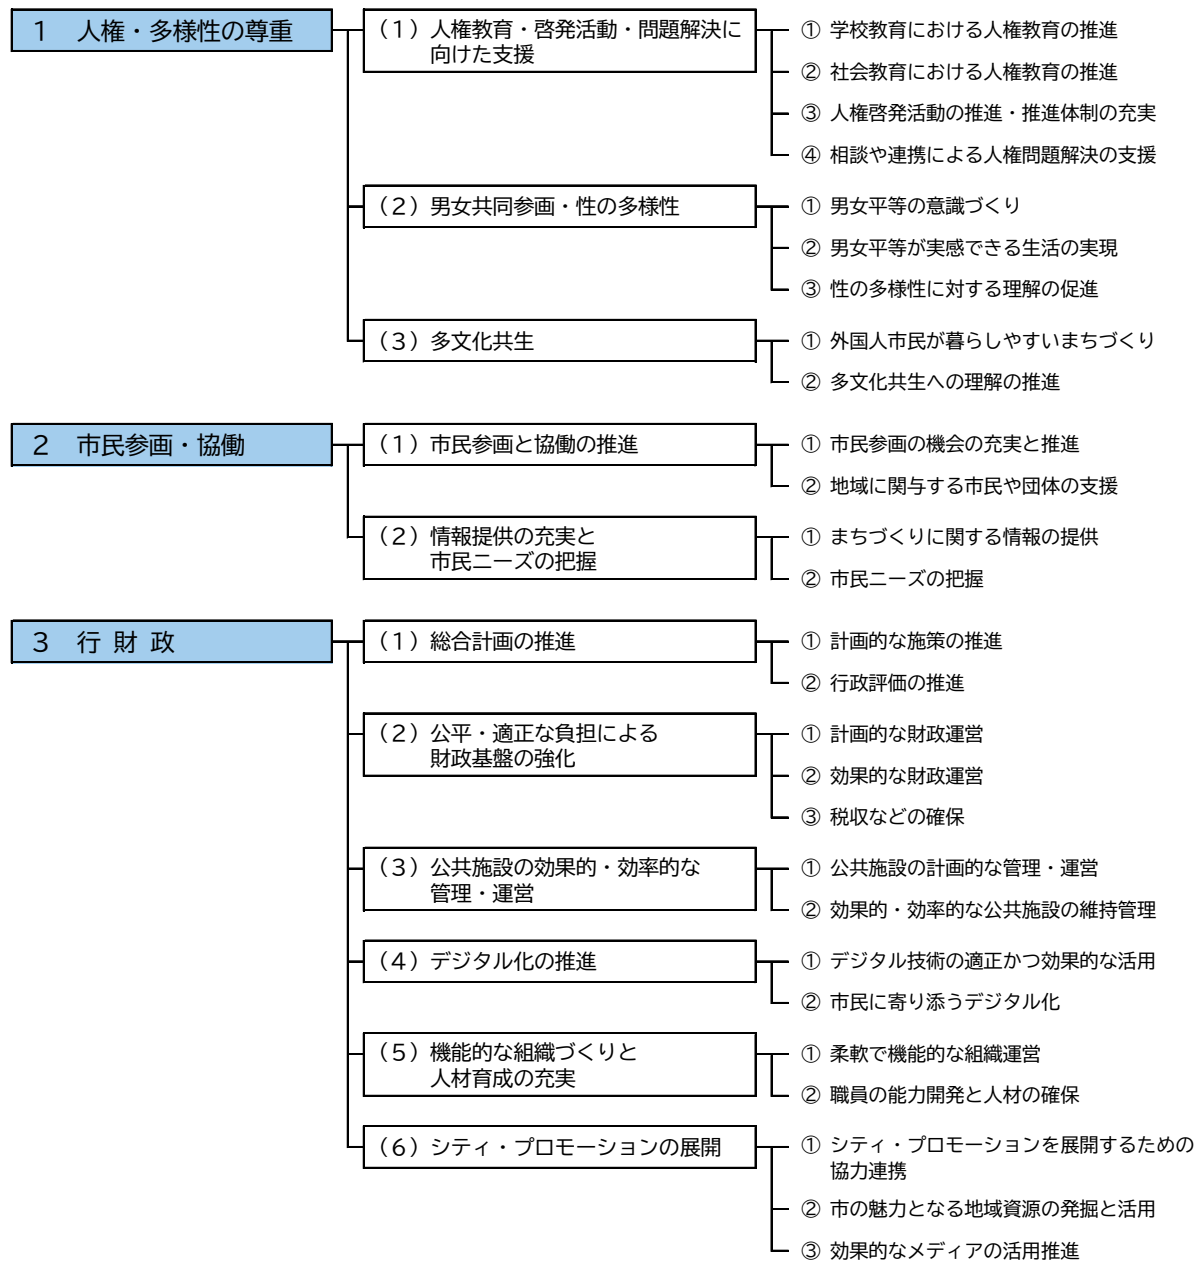 1 人権・多様性の尊重
(1)人権教育・啓発活動・問題解決に
向けた支援
① 学校教育における人権教育の推進
② 社会教育における人権教育の推進
③ 人権啓発活動の推進・推進体制の充実
④ 相談や連携による人権問題解決の支援
(2)男女共同参画・性の多様性
① 男女平等の意識づくり
② 男女平等が実感できる生活の実現
③ 性の多様性に対する理解の促進
(3)多文化共生
① 外国人市民が暮らしやすいまちづくり
② 多文化共生への理解の推進
2 市民参画・協働
(1)市民参画と協働の推進
① 市民参画の機会の充実と推進
② 地域に関与する市民や団体の支援
(2)情報提供の充実と
市民ニーズの把握
① まちづくりに関する情報の提供
② 市民ニーズの把握
3 行 財 政
(1)総合計画の推進
① 計画的な施策の推進
② 行政評価の推進
(2)公平・適正な負担による
財政基盤の強化
① 計画的な財政運営
② 効果的な財政運営
③ 税収などの確保
(3)公共施設の効果的・効率的な
管理・運営
① 公共施設の計画的な管理・運営
② 効果的・効率的な公共施設の維持管理
(4)デジタル化の推進
① デジタル技術の適正かつ効果的な活用
② 市民に寄り添うデジタル化
(5)機能的な組織づくりと
人材育成の充実
① 柔軟で機能的な組織運営
② 職員の能力開発と人材の確保
(6)シティ・プロモーションの展開
① シティ・プロモーションを展開するための
協力連携
② 市の魅力となる地域資源の発掘と活用
③ 効果的なメディアの活用推進